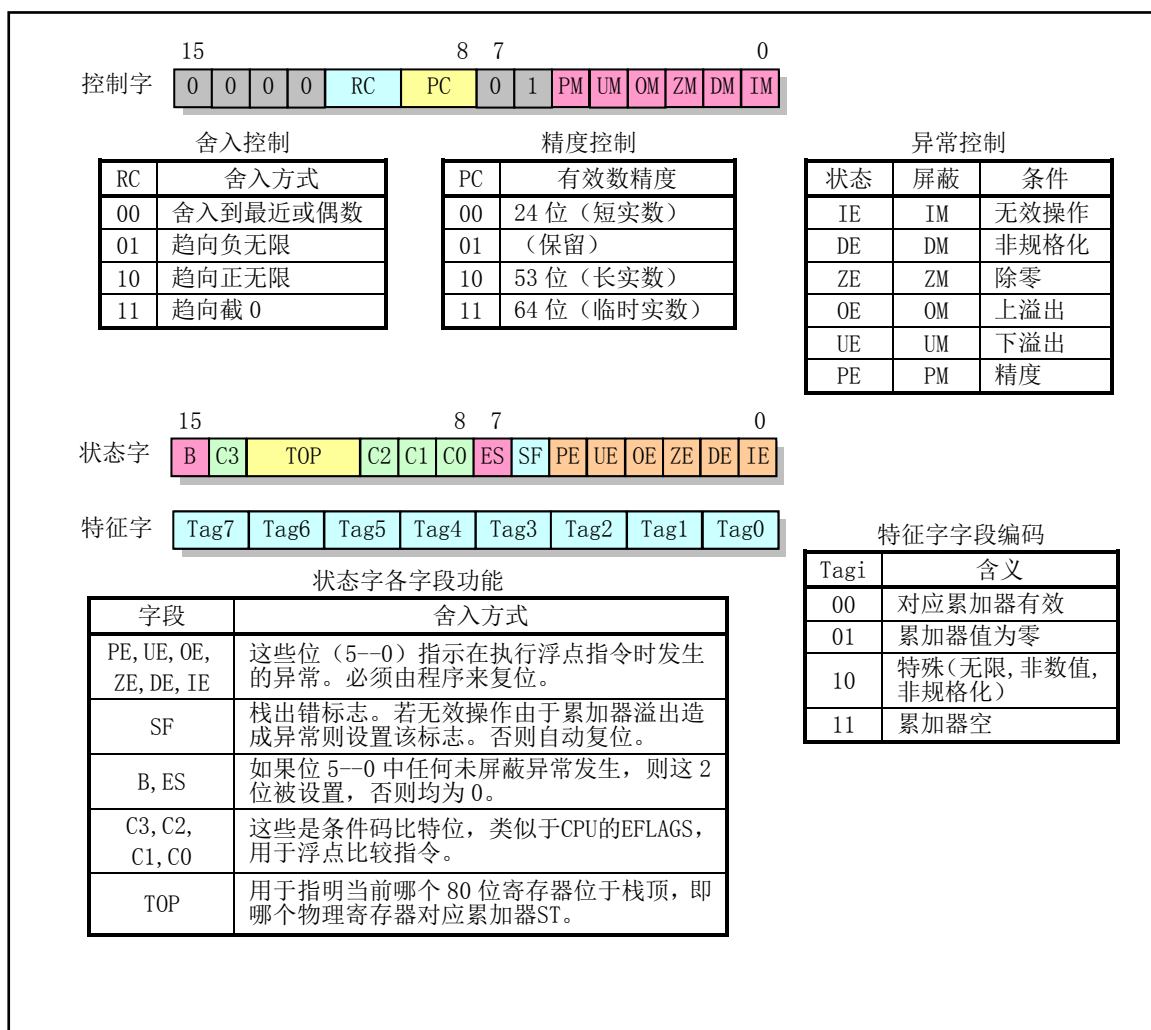 15 8 7 0
控制字 0 0 0 0 RC PC 0 1 PM UM OM ZM DM IM
舍入控制
RC 舍入方式
00 舍入到最近或偶数
01 趋向负无限
10 趋向正无限
11 趋向截 0
精度控制
PC 有效数精度
00 24 位（短实数）
01 （保留）
10 53 位（长实数）
11 64 位（临时实数）
异常控制
状态 屏蔽 条件
IE IM 无效操作
DE DM 非规格化
ZE ZM 除零
OE OM 上溢出
UE UM 下溢出
PE PM 精度
15 8 7 0
状态字 B C3 TOP C2 C1 C0 ES SF PE UE OE ZE DE IE
特征字 Tag7 Tag6 Tag5 Tag4 Tag3 Tag2 Tag1 Tag0
状态字各字段功能
字段 舍入方式
PE,UE,OE,
ZE,DE,IE
这些位（5--0）指示在执行浮点指令时发生
的异常。必须由程序来复位。
SF
栈出错标志。若无效操作由于累加器溢出造
成异常则设置该标志。否则自动复位。
B,ES
如果位 5--0 中任何未屏蔽异常发生，则这 2
位被设置，否则均为 0。
C3,C2,
C1,C0
这些是条件码比特位，类似于CPU的EFLAGS，
用于浮点比较指令。
TOP
用于指明当前哪个 80 位寄存器位于栈顶，即
哪个物理寄存器对应累加器ST。
特征字字段编码
Tagi 含义
00 对应累加器有效
01 累加器值为零
10 特殊(无限,非数值,
非规格化）
11 累加器空